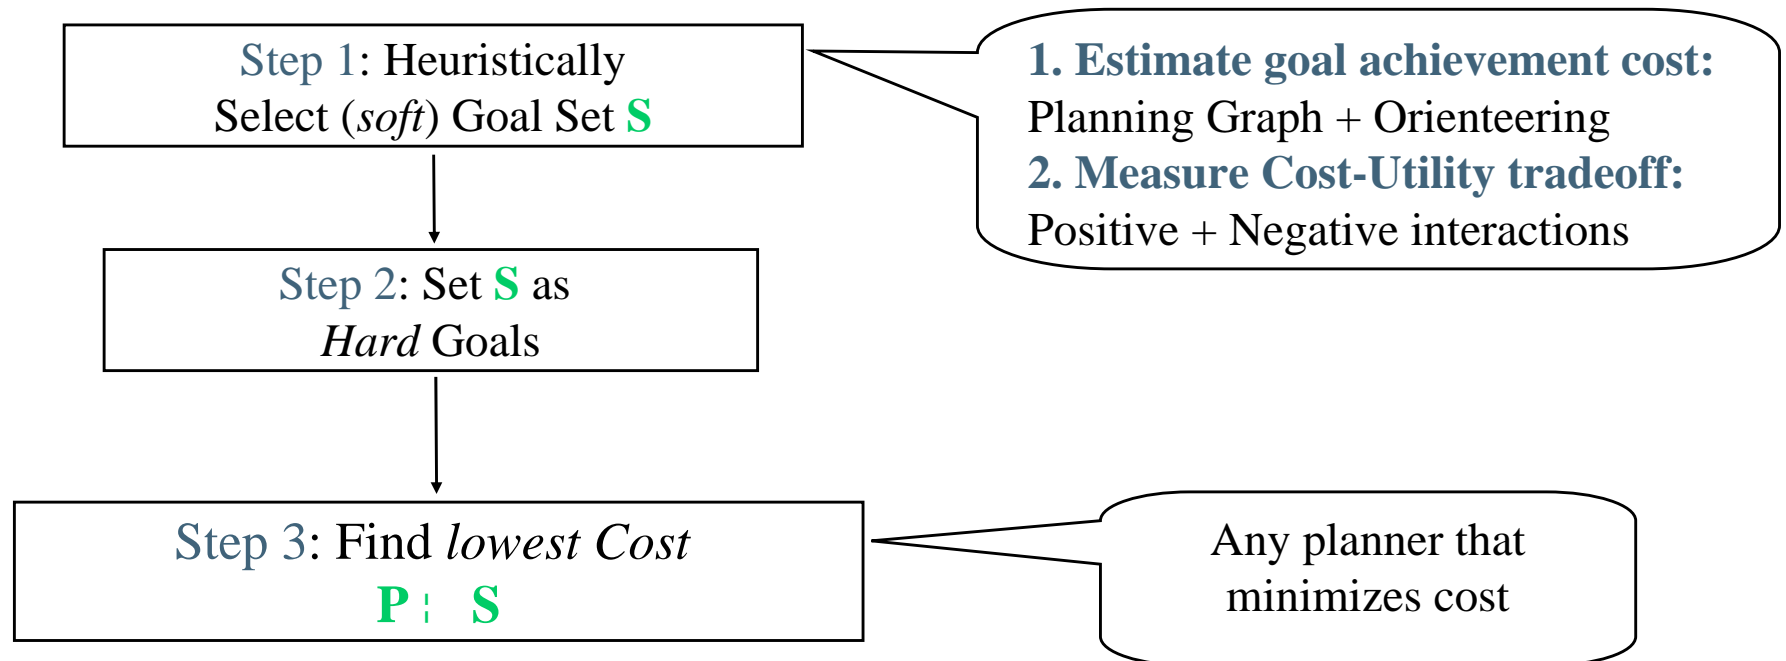 Step 1: Heuristically
Select (soft) Goal Set S
1. Estimate goal achievement cost:
Planning Graph + Orienteering
2. Measure Cost-Utility tradeoff:
Positive + Negative interactions
Step 2: Set S as
Hard Goals
Step 3: Find lowest Cost
P ¦ S
Any planner that
minimizes cost